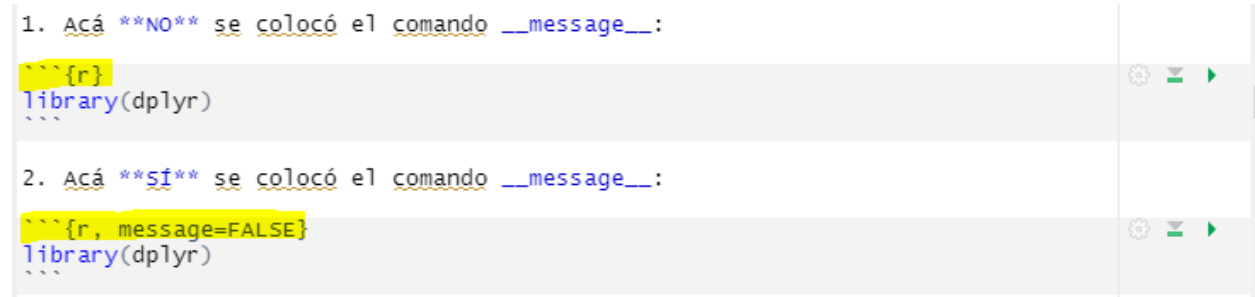 1. Acá **NO** se colocó el comando __message__:
```{r}
library(dplyr)
```
2. Acá **SÍ** se colocó el comando __message__:
```{r, message=FALSE}
library(dplyr)
```